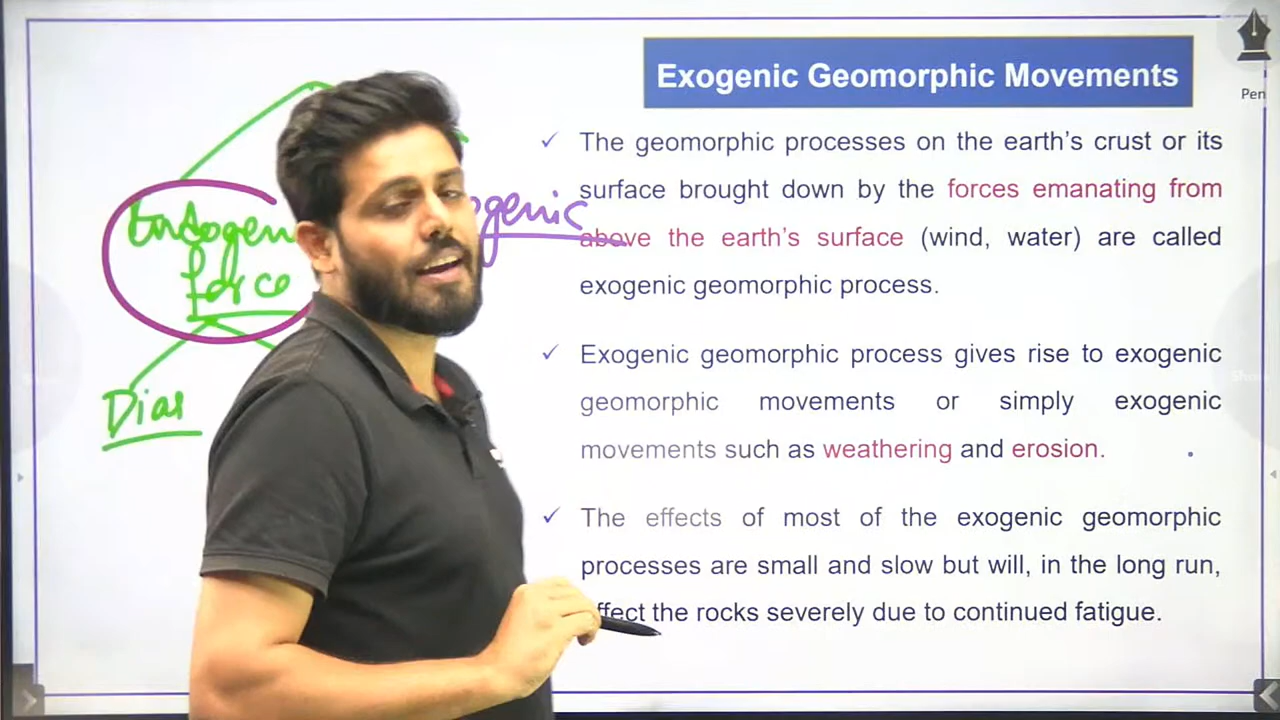 Exogenic Geomorphic Movements
Pen
The geomorphic processes on the earth's crust or its
surface brought down by the forces emanating from
above the earth's surface (wind, water) are called
exogenic geomorphic process.
Exogenic geomorphic process gives rise to exogenic
geomorphic movements or simply exogenic
movements such as weathering and erosion.
The effects of most of the exogenic geomorphic
processes are small and slow but will, in the long run,
ffect the rocks severely due to continued fatigue.
ogenic
force